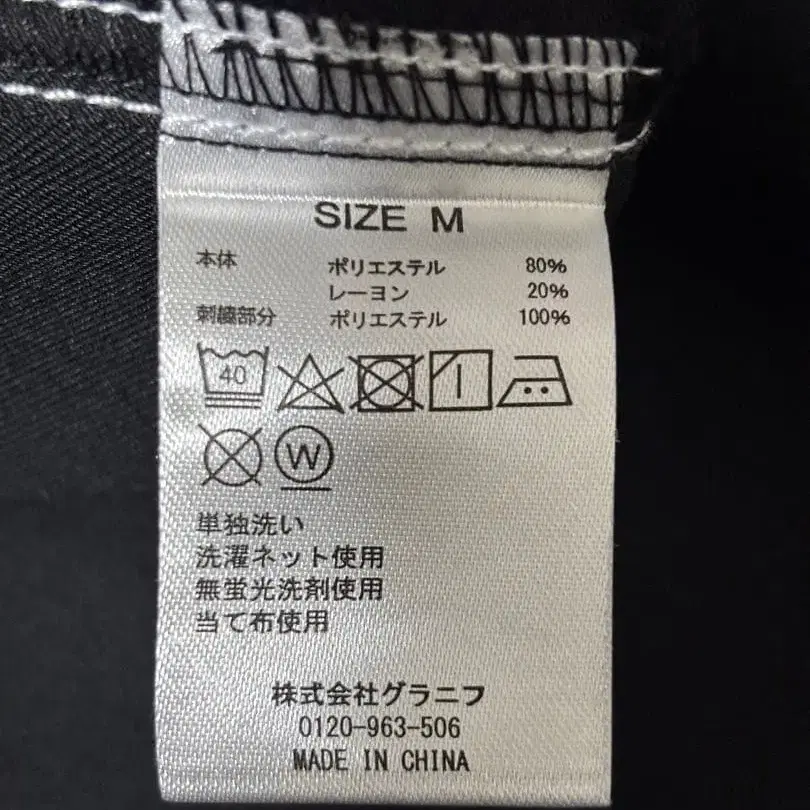 SIZE M
本体 ポリエステル 80%
レーヨン 20%
刺繍部分 ポリエステル 100%
40
W
単独洗い
洗濯ネット使用
無蛍光洗剤使用
当て布使用
株式会社グラニフ
0120-963-506
MADE IN CHINA